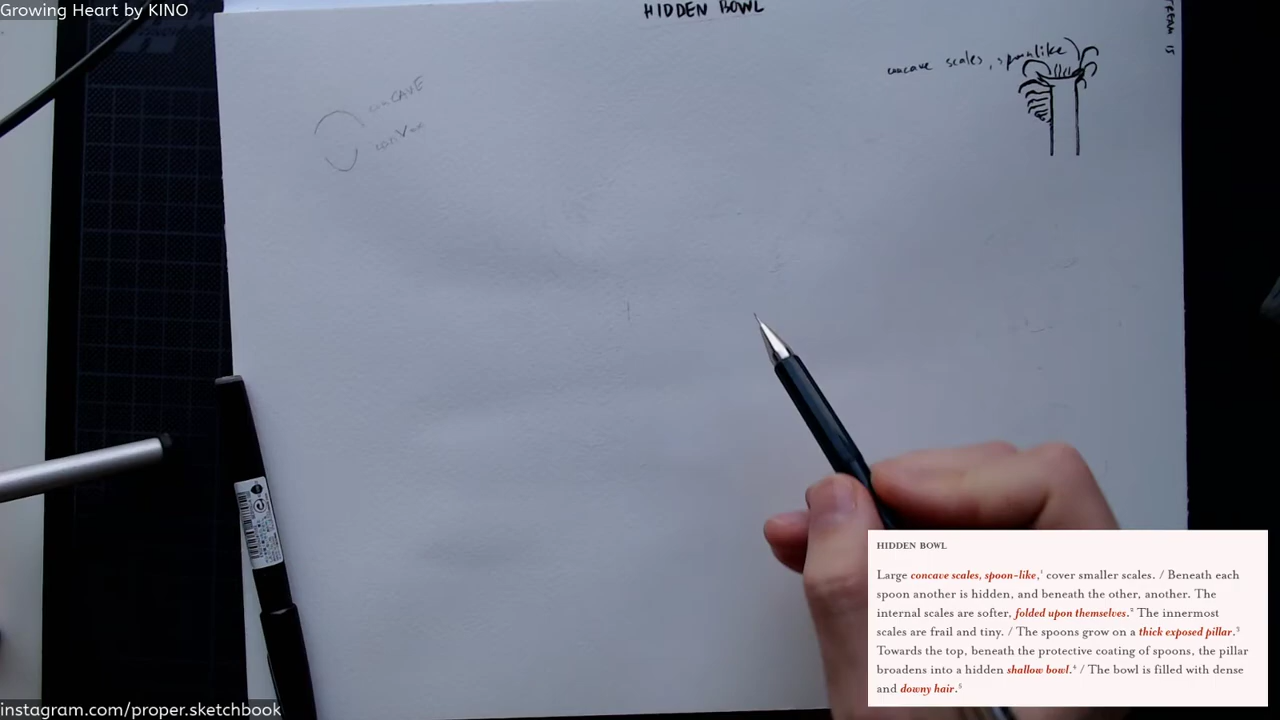 Growing Heart by KINO
HIDDEN BOWL
STREAM 15
concave scales, spoonlike
conCAVE
conVex
HIDDEN BOWL
Large concave scales, spoon-like,¹ cover smaller scales. / Beneath each
spoon another is hidden, and beneath the other, another. The
internal scales are softer, folded upon themselves.² The innermost
scales are frail and tiny. / The spoons grow on a thick exposed pillar.³
Towards the top, beneath the protective coating of spoons, the pillar
broadens into a hidden shallow bowl.⁴ / The bowl is filled with dense
and downy hair.⁵
instagram.com/proper.sketchbook